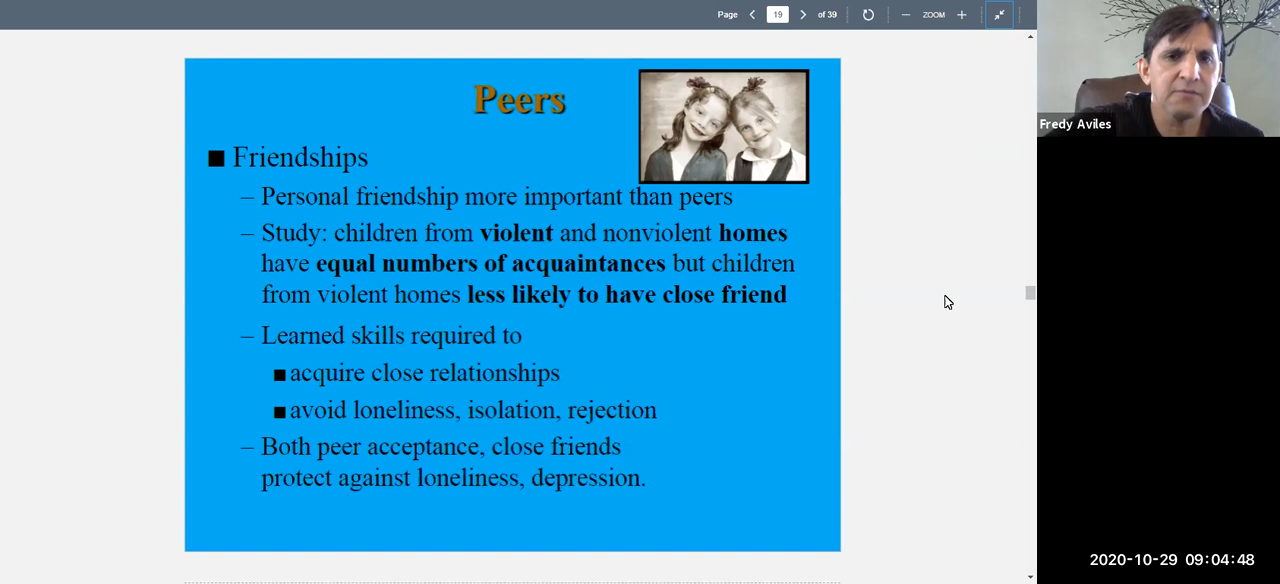 Page 19 of 39 ZOOM
Peers
Friendships
– Personal friendship more important than peers
– Study: children from violent and nonviolent homes
have equal numbers of acquaintances but children
from violent homes less likely to have close friend
– Learned skills required to
acquire close relationships
avoid loneliness, isolation, rejection
– Both peer acceptance, close friends
protect against loneliness, depression.
Fredy Aviles
2020-10-29 09:04:48